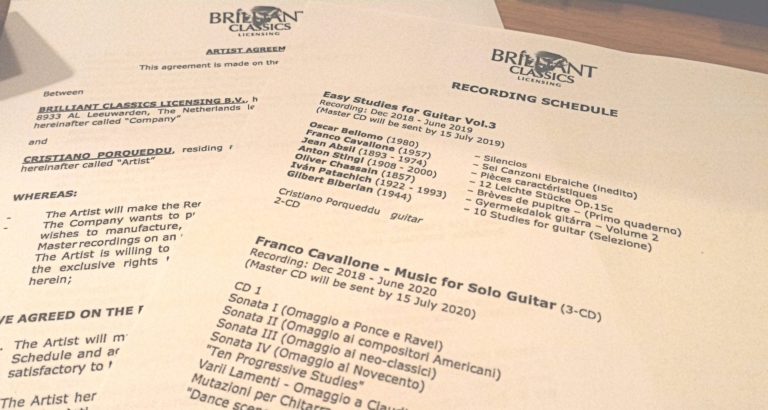 BRILLIANT
CLASSICS
LICENSING
ARTIST AGREEM
This agreement is made on the
Between
BRILLIANT CLASSICS LICENSING B.V., h
8933 AL Leeuwarden, The Netherlands le
hereinafter called "Company"
and
CRISTIANO PORQUEDDU, residing
hereinafter called "Artist"
WHEREAS:
- The Artist will make the Re
- The Company wants to p
wishes to manufacture,
Master recordings on an
The Artist is willing to
the exclusive rights
herein;
VE AGREED ON THE F
- The Artist will m
Schedule and ac
satisfactory to
The Artist her
BRILLIANT
CLASSICS
LICENSING
RECORDING SCHEDULE
Easy Studies for Guitar Vol.3
Recording: Dec 2018 - June 2019
(Master CD will be sent by 15 July 2019)
Oscar Bellomo (1980) – Silencios
Franco Cavallone (1957) – Sei Canzoni Ebraiche (inedito)
Jean Absil (1893 - 1974) – Pièces caractéristiques
Anton Stingl (1908 - 2000) – 12 Leichte Stücke Op.15c
Oliver Chassain (1857) – Brèves de pupitre – (Primo quaderno)
Iván Patachich (1922 - 1993) – Gyermekdalok gitárra – Volume 2
Gilbert Biberian (1944) – 10 Studies for guitar (Selezione)
Cristiano Porqueddu guitar
2-CD
Franco Cavallone - Music for Solo Guitar (3-CD)
Recording: Dec 2018 - June 2020
(Master CD will be sent by 15 July 2020)
CD 1
Sonata I (Omaggio a Ponce e Ravel)
Sonata II (Omaggio ai compositori Americani)
Sonata III (Omaggio ai neo-classici)
Sonata IV (Omaggio al Novecento)
"Ten Progressive Studies"
Varii Lamenti - Omaggio a Claudi
Mutazioni per Chitarra
"Dance scen